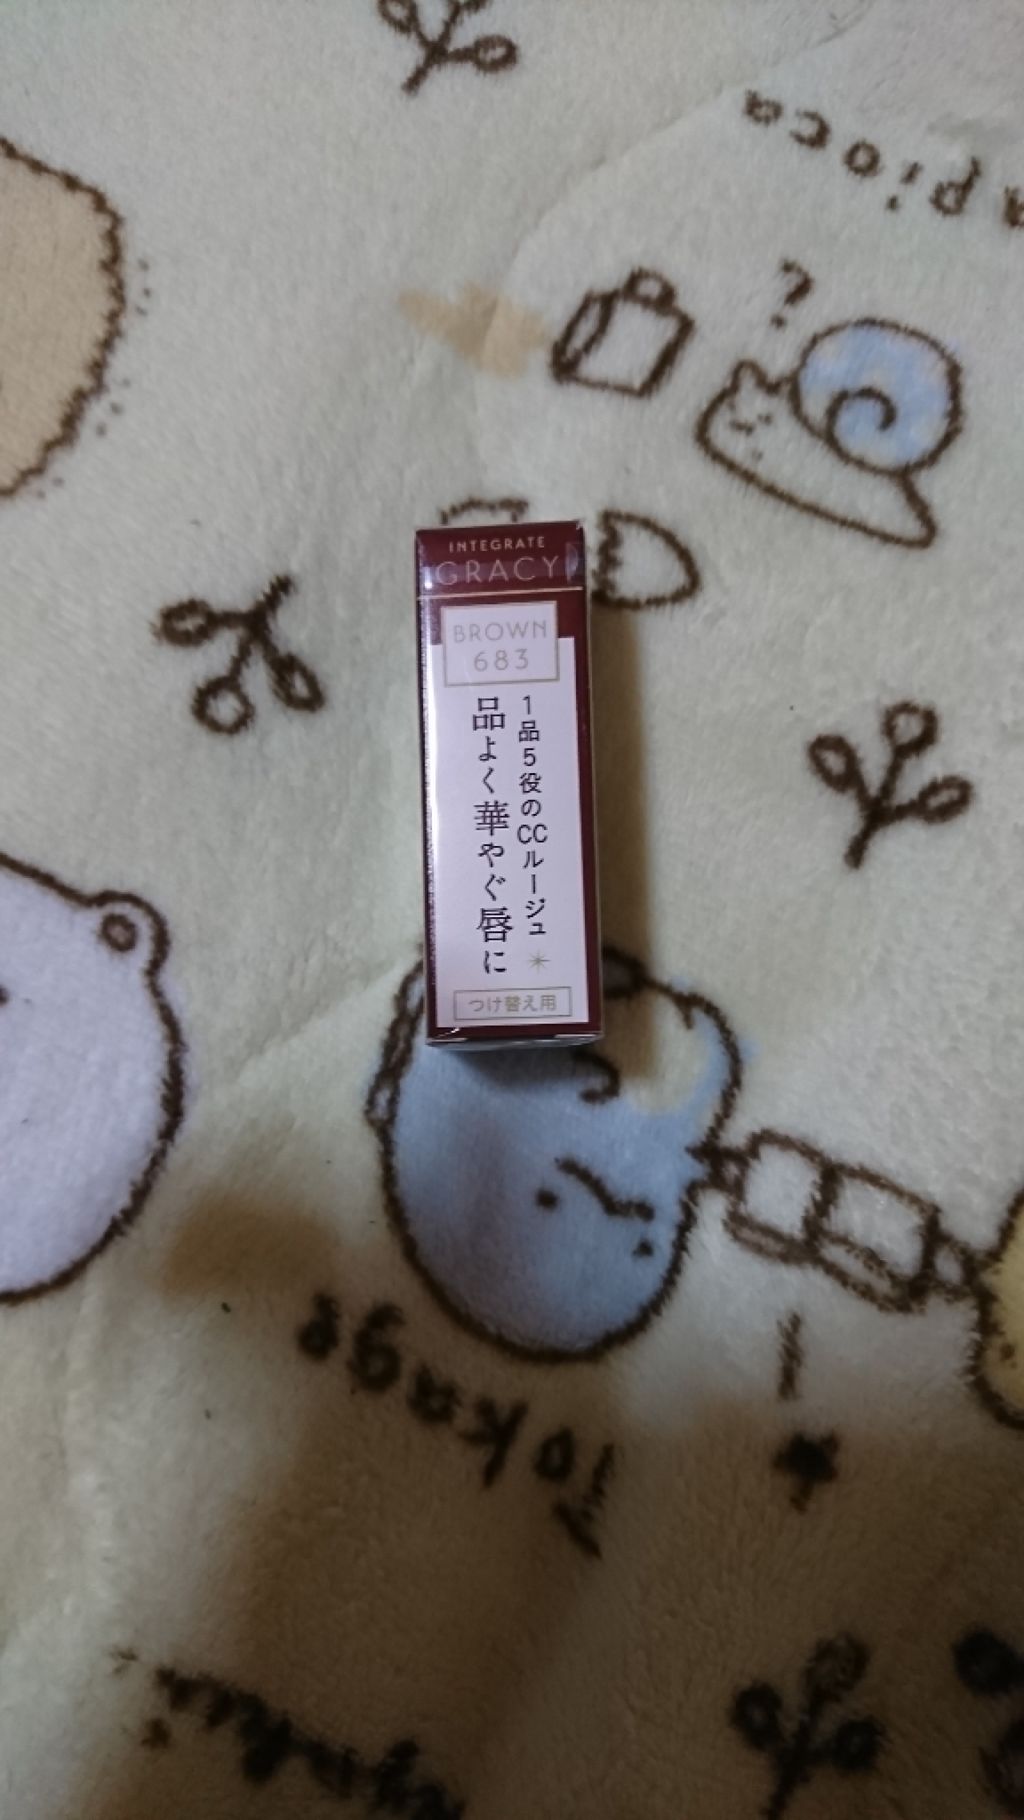 apioca
?
INTEGRATE
GRACY
BROWN
683
1品5役のCCルージュ
品よく華やぐ唇に
つけ替え用
Tokage